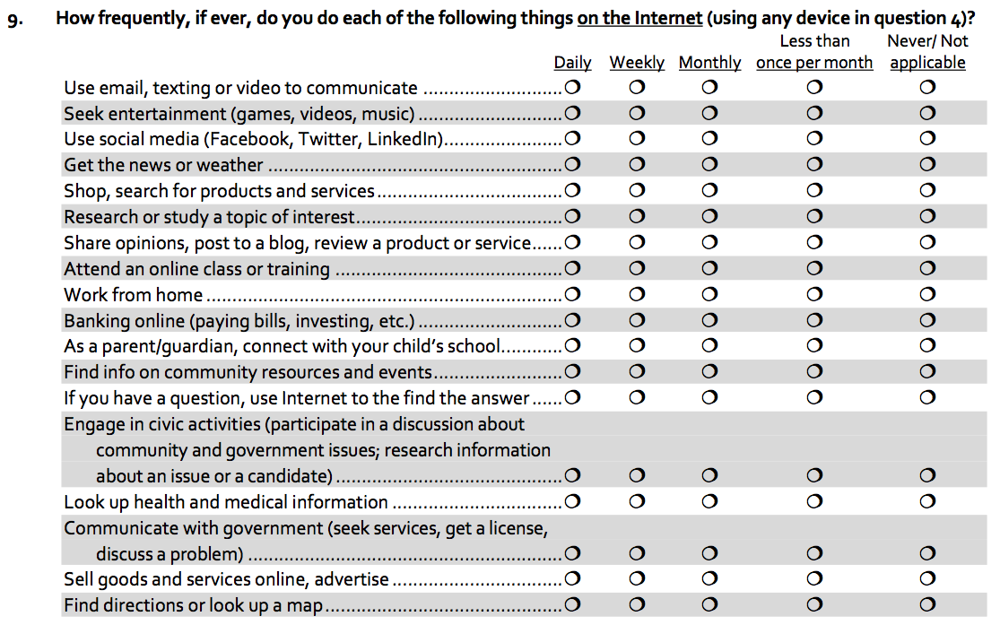 9. How frequently, if ever, do you do each of the following things on the Internet (using any device in question 4)?
Less than Never/ Not
Daily Weekly Monthly once per month applicable
Use email, texting or video to communicate
Seek entertainment (games, videos, music)
Use social media (Facebook, Twitter, LinkedIn)
Get the news or weather
Shop, search for products and services
Research or study a topic of interest
Share opinions, post to a blog, review a product or service
Attend an online class or training
Work from home
Banking online (paying bills, investing, etc.)
As a parent/guardian, connect with your child's school
Find info on community resources and events
If you have a question, use Internet to the find the answer
Engage in civic activities (participate in a discussion about
community and government issues; research information
about an issue or a candidate)
Look up health and medical information
Communicate with government (seek services, get a license,
discuss a problem)
Sell goods and services online, advertise
Find directions or look up a map